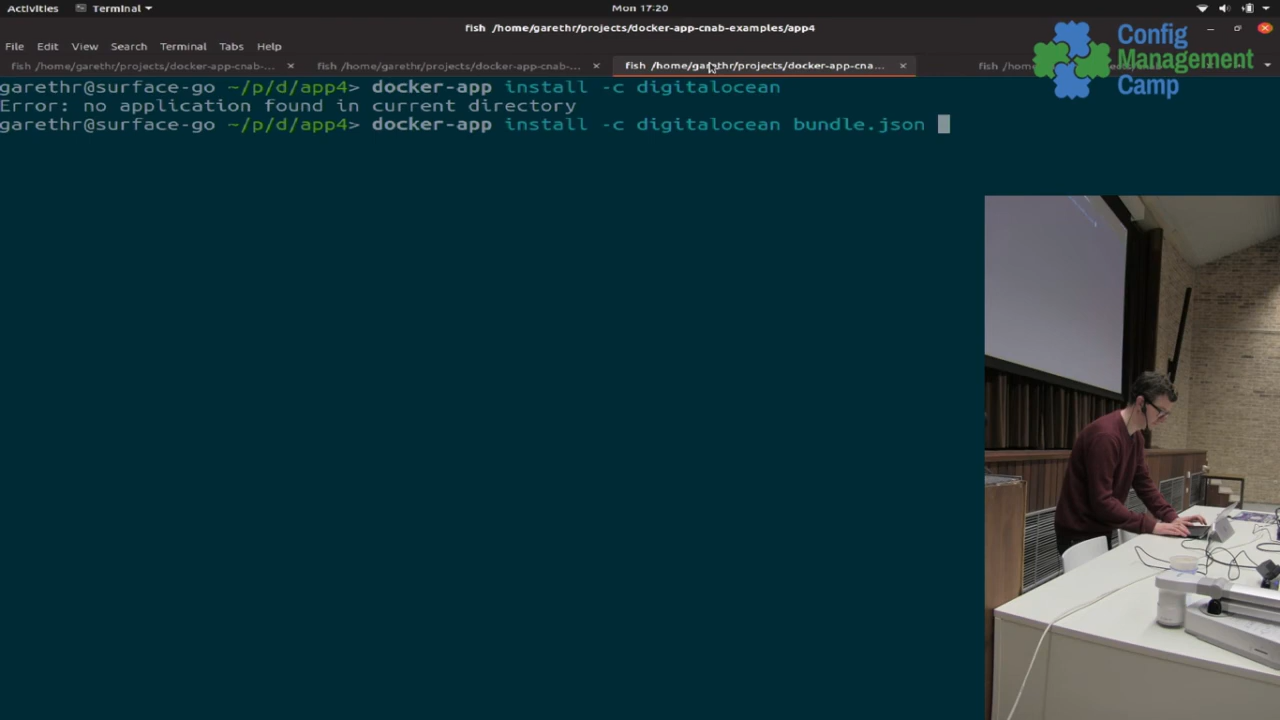 Activities Terminal Mon 17:20
fish /home/garethr/projects/docker-app-cnab-examples/app4
File Edit View Search Terminal Tabs Help
fish /home/garethr/projects/docker-app-cnab-... fish /home/garethr/projects/docker-app-cnab-... fish /home/garethr/projects/docker-app-cna... fish /hom
Config
Management
Camp
garethr@surface-go ~/p/d/app4> docker-app install -c digitalocean
Error: no application found in current directory
garethr@surface-go ~/p/d/app4> docker-app install -c digitalocean bundle.json